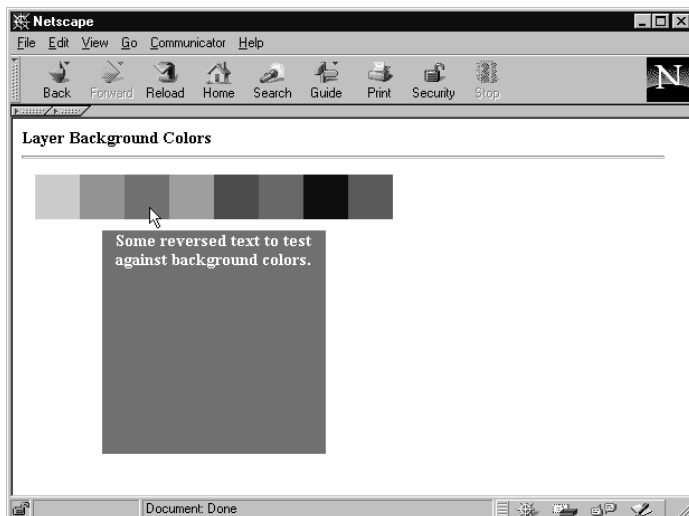 Netscape
File Edit View Go Communicator Help
Back Forward Reload Home Search Guide Print Security Stop
N
Layer Background Colors
Some reversed text to test
against background colors.
Document: Done